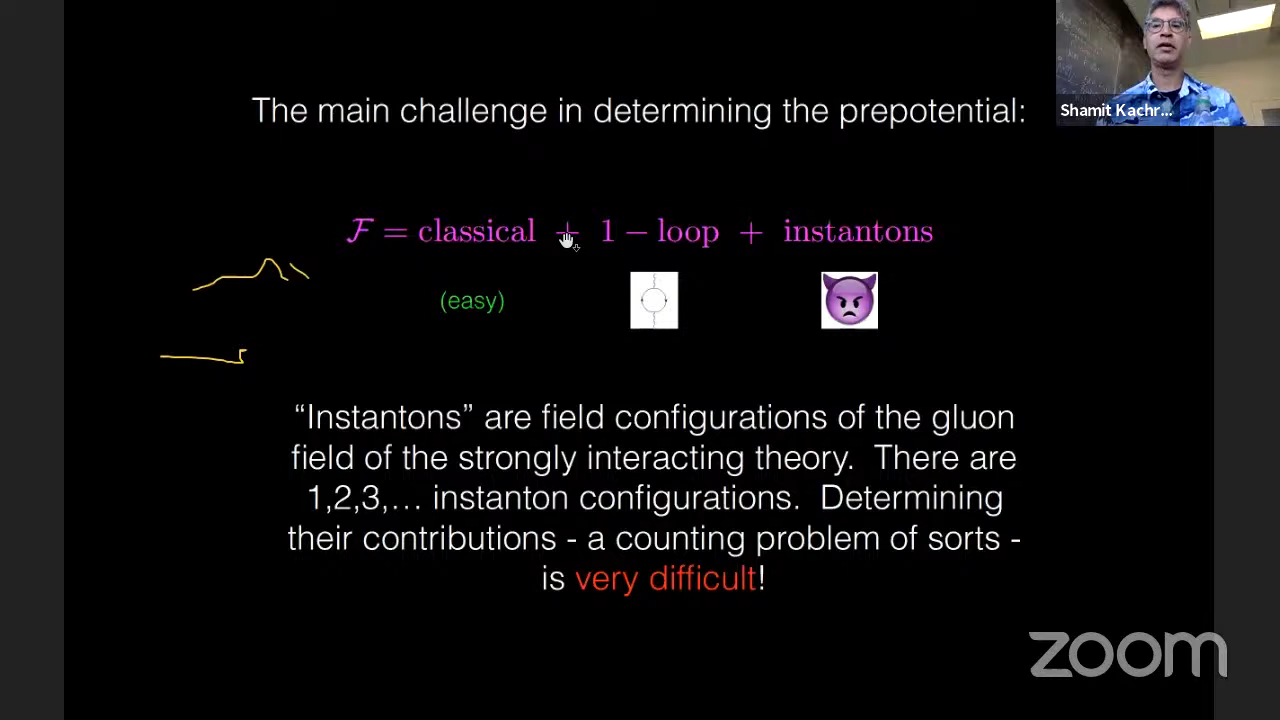 The main challenge in determining the prepotential:
Shamit Kachr...
ℱ = classical + 1 − loop + instantons
(easy)
“Instantons” are field configurations of the gluon
field of the strongly interacting theory.  There are
1,2,3,… instanton configurations.  Determining
their contributions - a counting problem of sorts -
is very difficult!
zoom